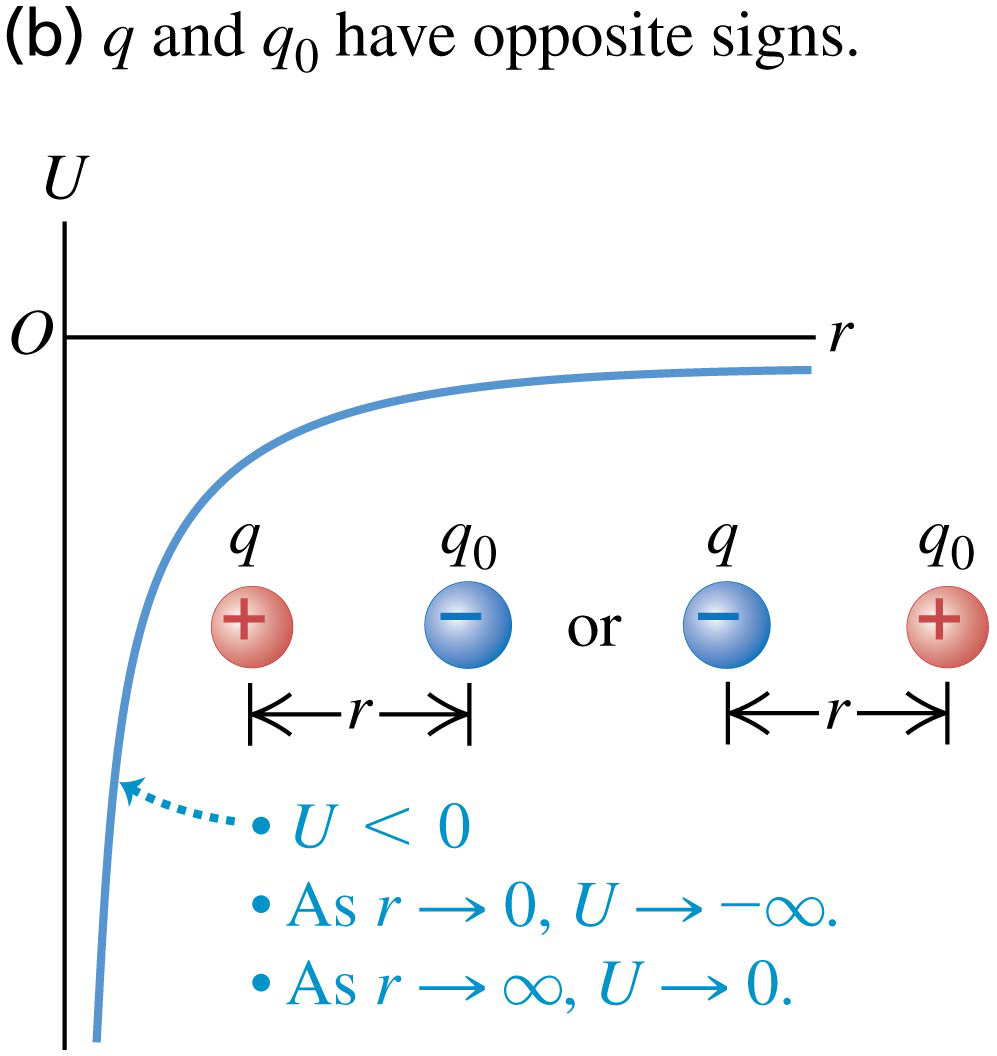 (b) q and q₀ have opposite signs.
U
O
r
q q₀ q q₀
+ − or − +
r r
• U < 0
• As r → 0, U → −∞.
• As r → ∞, U → 0.